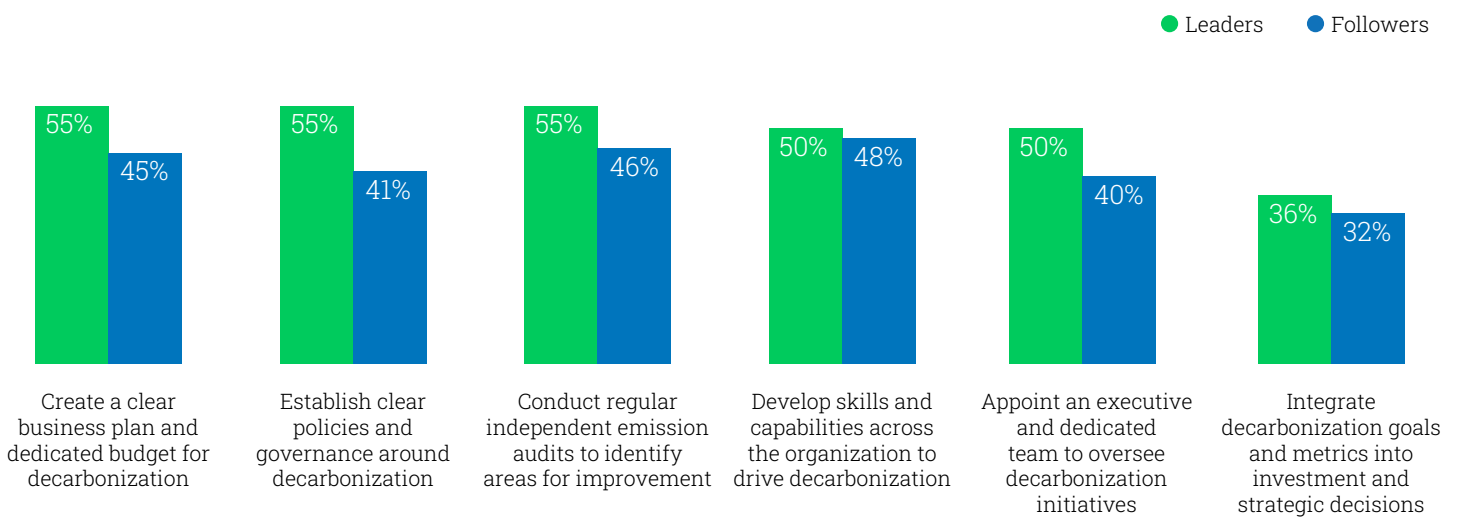 Leaders
Followers
55%
45%
55%
41%
55%
46%
50%
48%
50%
40%
36%
32%
Create a clear
business plan and
dedicated budget for
decarbonization
Establish clear
policies and
governance around
decarbonization
Conduct regular
independent emission
audits to identify
areas for improvement
Develop skills and
capabilities across
the organization to
drive decarbonization
Appoint an executive
and dedicated
team to oversee
decarbonization
initiatives
Integrate
decarbonization goals
and metrics into
investment and
strategic decisions